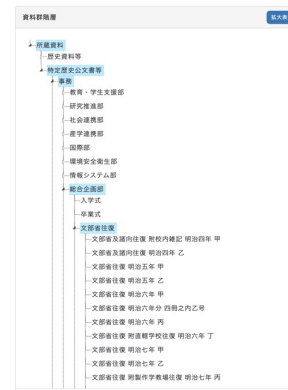 資料群階層
拡大表
所蔵資料
歴史資料等
特定歴史公文書等
事務
教育・学生支援部
研究推進部
社会連携部
産学連携部
国際部
環境安全衛生部
情報システム部
総合企画部
入学式
卒業式
文部省往復
文部省及諸向往復 附校内雑記 明治四年 甲
文部省及諸向往復 明治四年 乙
文部省往復 明治五年 甲
文部省往復 明治五年 乙
文部省往復 明治六年 甲
文部省往復 明治六年分 四冊之内乙号
文部省往復 明治六年 丙
文部省往復 附直轄学校往復 明治六年 丁
文部省往復 明治七年 甲
文部省往復 明治七年 乙
文部省往復 附製作学教場往復 明治七年 丙